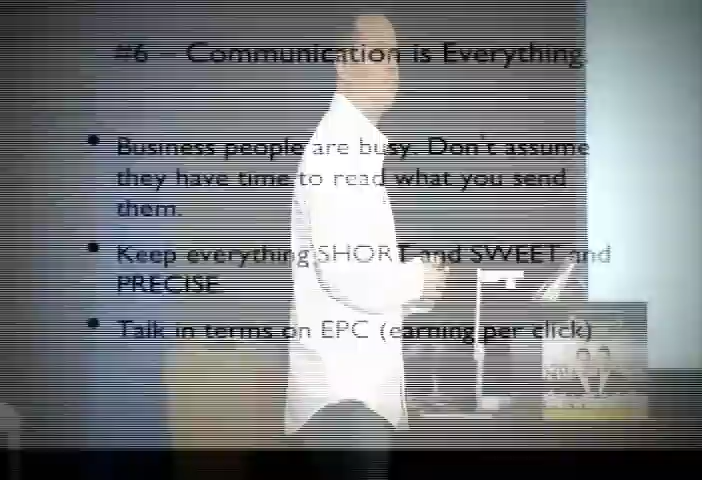 #6 – Communication is Everything.
• Business people are busy. Don't assume
they have time to read what you send
them.
• Keep everything SHORT and SWEET and
PRECISE
• Talk in terms on EPC (earning per click)